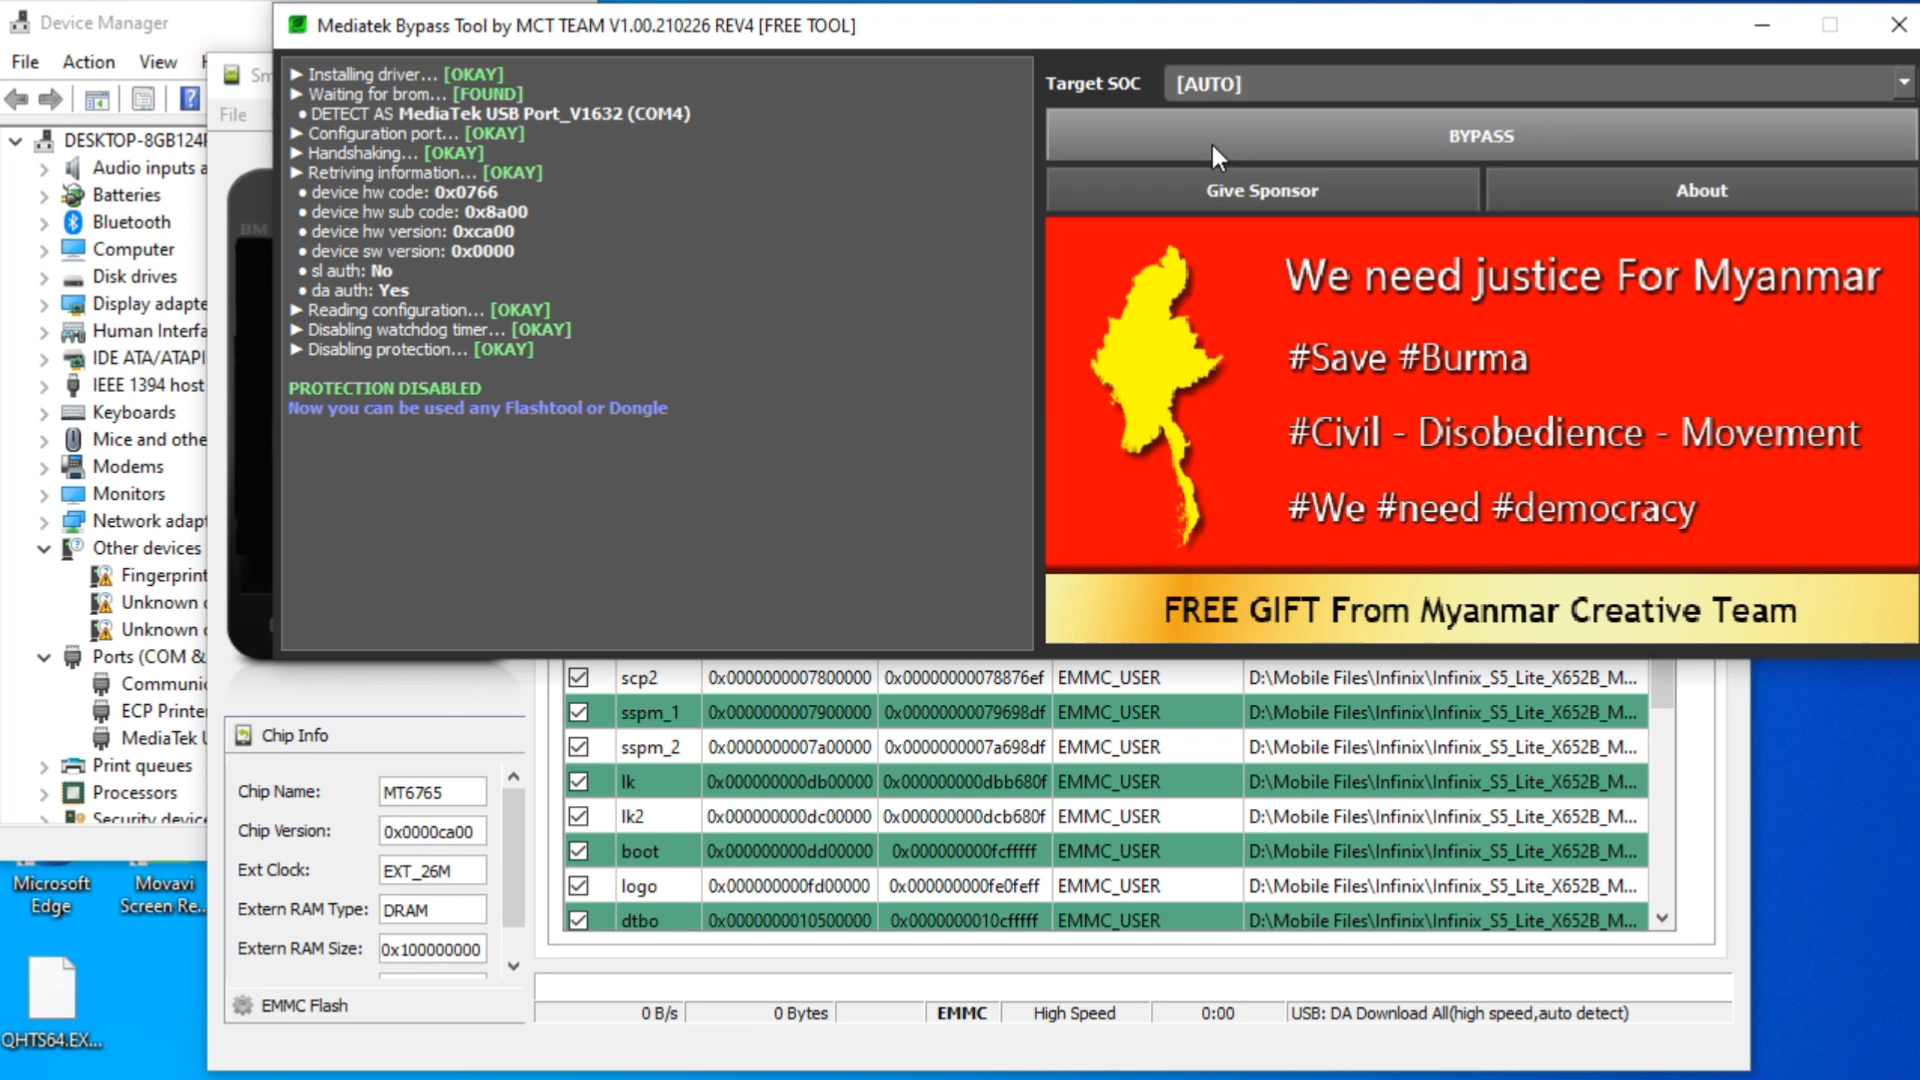 Device Manager
File Action View
DESKTOP-8GB124
Audio inputs a
Batteries
Bluetooth
Computer
Disk drives
Display adapte
Human Interfa
IDE ATA/ATAPI
IEEE 1394 host
Keyboards
Mice and othe
Modems
Monitors
Network adapt
Other devices
Fingerprint
Unknown
Unknown
Ports (COM &
Communic
ECP Printe
MediaTek U
Print queues
Processors
Security device
Microsoft
Edge
Movavi
Screen Re...
QHTS64.EX...
Sm
File
BM
Mediatek Bypass Tool by MCT TEAM V1.00.210226 REV4 [FREE TOOL]
► Installing driver... [OKAY]
► Waiting for brom... [FOUND]
• DETECT AS MediaTek USB Port_V1632 (COM4)
► Configuration port... [OKAY]
► Handshaking... [OKAY]
► Retriving information... [OKAY]
• device hw code: 0x0766
• device hw sub code: 0x8a00
• device hw version: 0xca00
• device sw version: 0x0000
• sl auth: No
• da auth: Yes
► Reading configuration... [OKAY]
► Disabling watchdog timer... [OKAY]
► Disabling protection... [OKAY]
PROTECTION DISABLED
Now you can be used any Flashtool or Dongle
Target SOC [AUTO]
BYPASS
Give Sponsor About
We need justice For Myanmar
#Save #Burma
#Civil - Disobedience - Movement
#We #need #democracy
FREE GIFT From Myanmar Creative Team
scp2 0x0000000007800000 0x00000000078876ef EMMC_USER D:\Mobile Files\Infinix\Infinix_S5_Lite_X652B_M...
sspm_1 0x0000000007900000 0x00000000079698df EMMC_USER D:\Mobile Files\Infinix\Infinix_S5_Lite_X652B_M...
sspm_2 0x0000000007a00000 0x0000000007a698df EMMC_USER D:\Mobile Files\Infinix\Infinix_S5_Lite_X652B_M...
lk 0x000000000db00000 0x000000000dbb680f EMMC_USER D:\Mobile Files\Infinix\Infinix_S5_Lite_X652B_M...
lk2 0x000000000dc00000 0x000000000dcb680f EMMC_USER D:\Mobile Files\Infinix\Infinix_S5_Lite_X652B_M...
boot 0x000000000dd00000 0x000000000fcfffff EMMC_USER D:\Mobile Files\Infinix\Infinix_S5_Lite_X652B_M...
logo 0x000000000fd00000 0x000000000fe0feff EMMC_USER D:\Mobile Files\Infinix\Infinix_S5_Lite_X652B_M...
dtbo 0x0000000010500000 0x0000000010cfffff EMMC_USER D:\Mobile Files\Infinix\Infinix_S5_Lite_X652B_M...
Chip Info
Chip Name: MT6765
Chip Version: 0x0000ca00
Ext Clock: EXT_26M
Extern RAM Type: DRAM
Extern RAM Size: 0x100000000
EMMC Flash
0 B/s 0 Bytes EMMC High Speed 0:00 USB: DA Download All(high speed,auto detect)